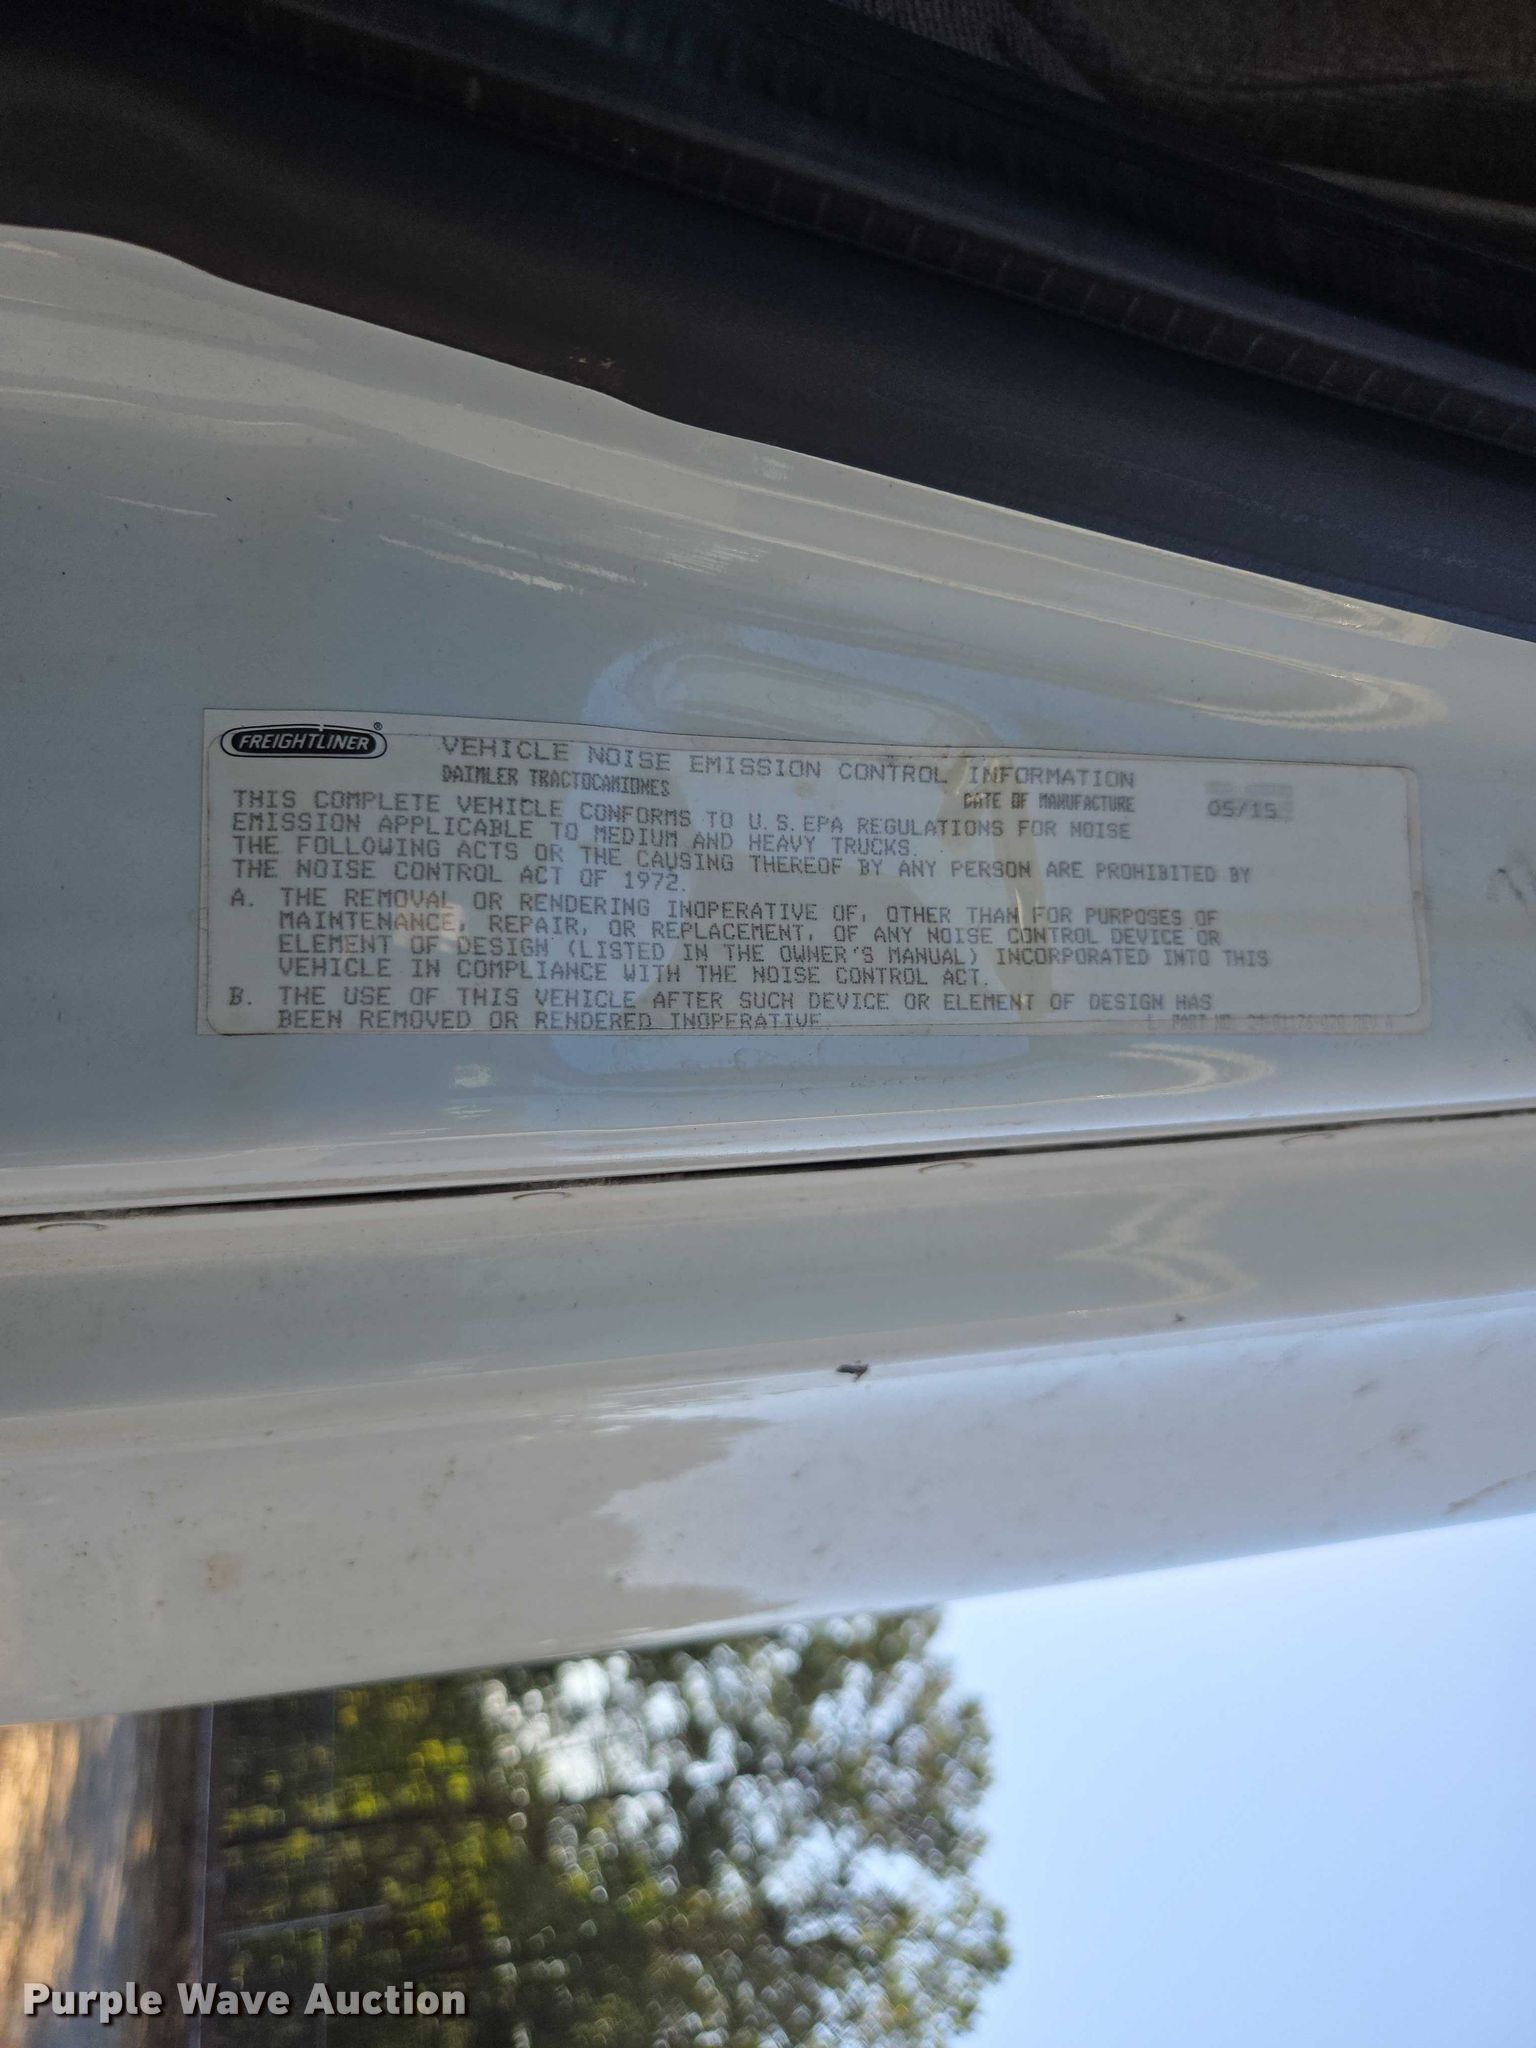 FREIGHTLINER®
VEHICLE NOISE EMISSION CONTROL INFORMATION
DAIMLER TRACTOCAMIONES
DATE OF MANUFACTURE 05/15
THIS COMPLETE VEHICLE CONFORMS TO U.S.EPA REGULATIONS FOR NOISE
EMISSION APPLICABLE TO MEDIUM AND HEAVY TRUCKS.
THE FOLLOWING ACTS OR THE CAUSING THEREOF BY ANY PERSON ARE PROHIBITED BY
THE NOISE CONTROL ACT OF 1972.
A. THE REMOVAL OR RENDERING INOPERATIVE OF, OTHER THAN FOR PURPOSES OF
MAINTENANCE, REPAIR, OR REPLACEMENT, OF ANY NOISE CONTROL DEVICE OR
ELEMENT OF DESIGN (LISTED IN THE OWNER'S MANUAL) INCORPORATED INTO THIS
VEHICLE IN COMPLIANCE WITH THE NOISE CONTROL ACT.
B. THE USE OF THIS VEHICLE AFTER SUCH DEVICE OR ELEMENT OF DESIGN HAS
BEEN REMOVED OR RENDERED INOPERATIVE.
PART NO.
Purple Wave Auction